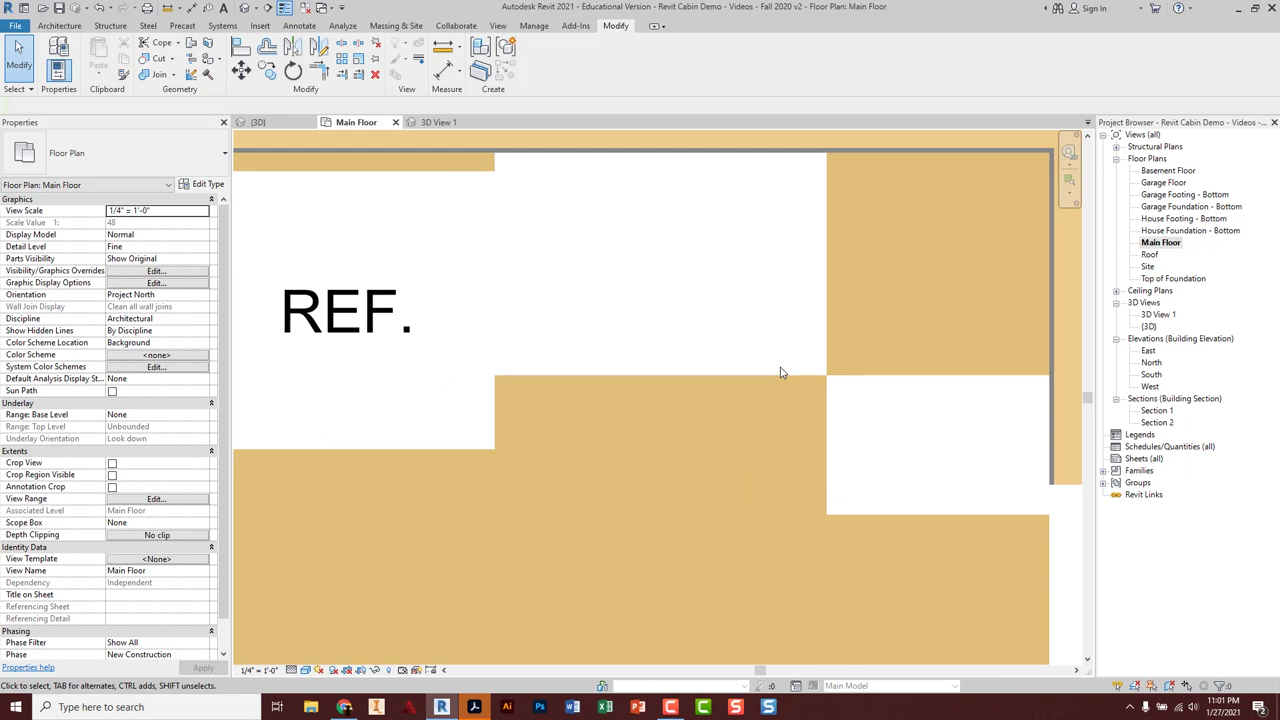 Autodesk Revit 2021 - Educational Version - Revit Cabin Demo - Videos - Fall 2020 v2 - Floor Plan: Main Floor
Sign In
File Architecture Structure Steel Precast Systems Insert Annotate Analyze Massing & Site Collaborate View Manage Add-Ins Modify
Modify Paste Cope Cut Join
Select Properties Clipboard Geometry Modify View Measure Create
Properties
{3D} Main Floor 3D View 1
Project Browser - Revit Cabin Demo - Videos - ...
Floor Plan
Floor Plan: Main Floor Edit Type
Graphics
View Scale 1/4" = 1'-0"
Scale Value 1: 48
Display Model Normal
Detail Level Fine
Parts Visibility Show Original
Visibility/Graphics Overrides Edit...
Graphic Display Options Edit...
Orientation Project North
Wall Join Display Clean all wall joins
Discipline Architectural
Show Hidden Lines By Discipline
Color Scheme Location Background
Color Scheme <none>
System Color Schemes Edit...
Default Analysis Display St... None
Sun Path
Underlay
Range: Base Level None
Range: Top Level Unbounded
Underlay Orientation Look down
Extents
Crop View
Crop Region Visible
Annotation Crop
View Range Edit...
Associated Level Main Floor
Scope Box None
Depth Clipping No clip
Identity Data
View Template <None>
View Name Main Floor
Dependency Independent
Title on Sheet
Referencing Sheet
Referencing Detail
Phasing
Phase Filter Show All
Phase New Construction
Properties help Apply
REF.
Views (all)
Structural Plans
Floor Plans
Basement Floor
Garage Floor
Garage Footing - Bottom
Garage Foundation - Bottom
House Footing - Bottom
House Foundation - Bottom
Main Floor
Roof
Site
Top of Foundation
Ceiling Plans
3D Views
3D View 1
{3D}
Elevations (Building Elevation)
East
North
South
West
Sections (Building Section)
Section 1
Section 2
Legends
Schedules/Quantities (all)
Sheets (all)
Families
Groups
Revit Links
1/4" = 1'-0"
Click to select, TAB for alternates, CTRL adds, SHIFT unselects.
:0 Main Model :0
Type here to search
11:01 PM
1/27/2021